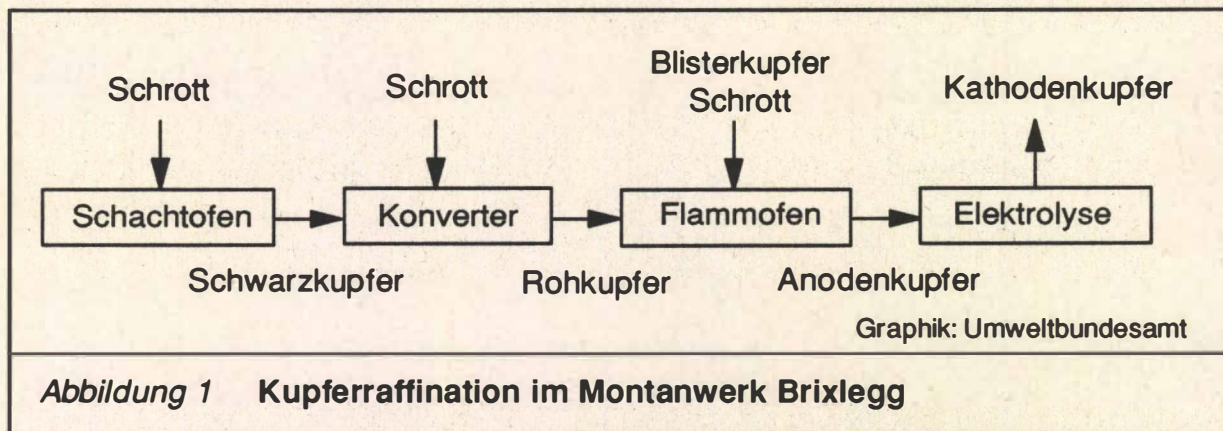 Schrott
Schrott
Blisterkupfer
Schrott
Kathodenkupfer
Schachtofen
Konverter
Flammofen
Elektrolyse
Schwarzkupfer
Rohkupfer
Anodenkupfer
Graphik: Umweltbundesamt
Abbildung 1 Kupferraffination im Montanwerk Brixlegg